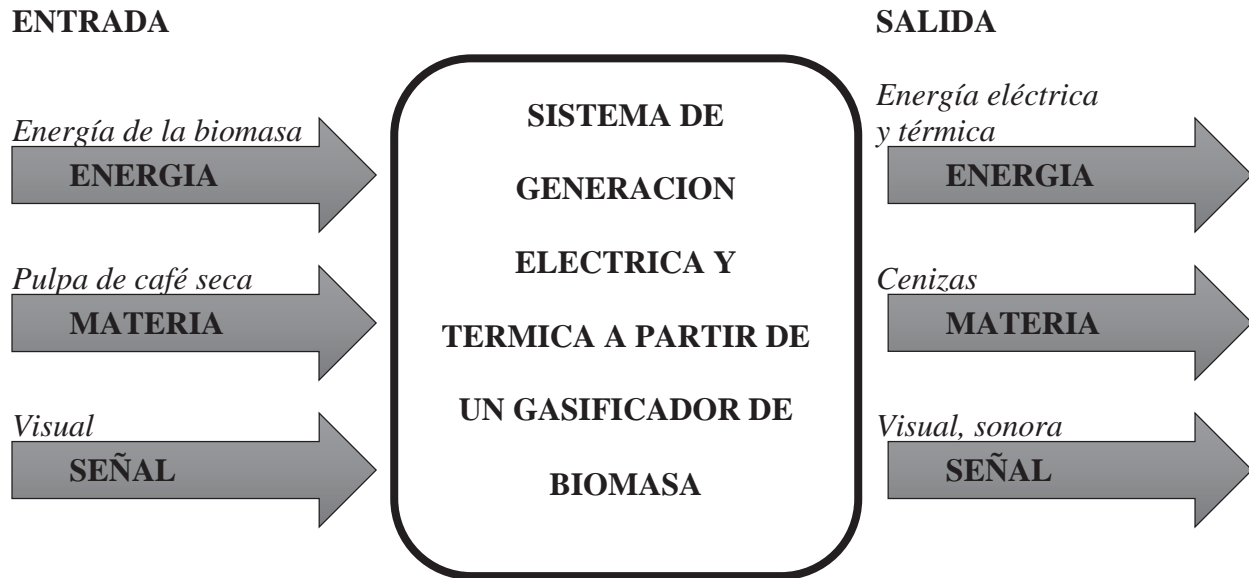 ENTRADA
Energía de la biomasa
ENERGIA
Pulpa de café seca
MATERIA
Visual
SEÑAL
SISTEMA DE
GENERACION
ELECTRICA Y
TERMICA A PARTIR DE
UN GASIFICADOR DE
BIOMASA
SALIDA
Energía eléctrica
y térmica
ENERGIA
Cenizas
MATERIA
Visual, sonora
SEÑAL